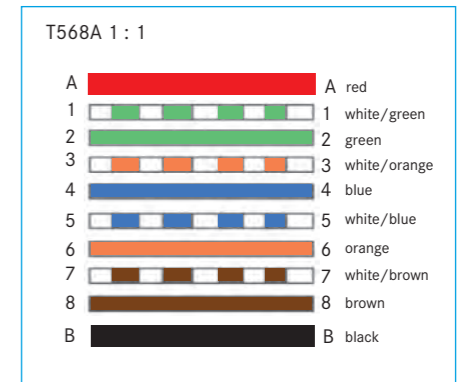 T568A 1 : 1
A A red
1 1 white/green
2 2 green
3 3 white/orange
4 4 blue
5 5 white/blue
6 6 orange
7 7 white/brown
8 8 brown
B B black